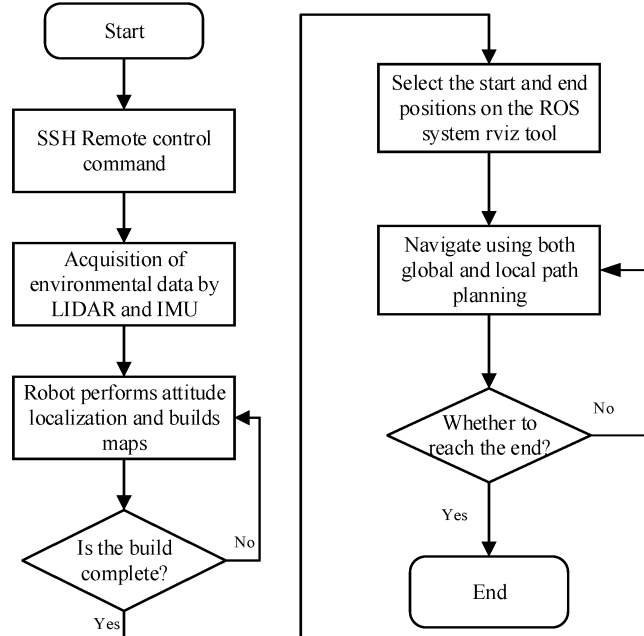 Start
SSH Remote control
command
Acquisition of
environmental data by
LIDAR and IMU
Robot performs attitude
localization and builds
maps
Is the build
complete?
No
Yes
Select the start and end
positions on the ROS
system rviz tool
Navigate using both
global and local path
planning
Whether to
reach the end?
No
Yes
End